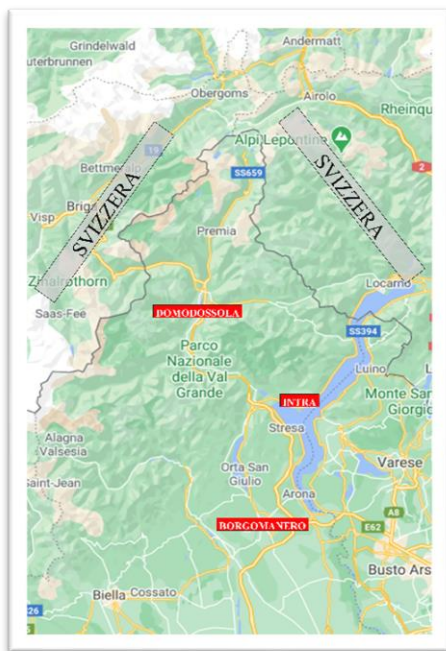 Grindelwald
Andermatt
uterbrunnen
Obergoms
Airolo
Rheinqu
19
Alpi Lepontine
2
Bettmeralp
SVIZZERA
SVIZZERA
SS659
Visp
Briga
Premia
Zinalrothorn
Locarno
Saas-Fee
DOMODOSSOLA
SS394
Parco
Nazionale
della Val
Grande
Luino
INTRA
Monte San
Giorgio
Stresa
Alagna
Valsesia
Varese
Orta San
Giulio
Saint-Jean
Arona
A8
BORGOMANERO
E62
Busto Ars
Biella
Cossato
26